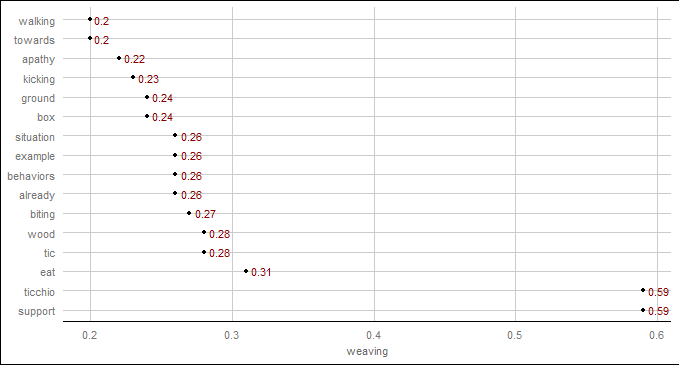 walking 0.2
towards 0.2
apathy 0.22
kicking 0.23
ground 0.24
box 0.24
situation 0.26
example 0.26
behaviors 0.26
already 0.26
biting 0.27
wood 0.28
tic 0.28
eat 0.31
ticchio 0.59
support 0.59
0.2 0.3 0.4 0.5 0.6
weaving